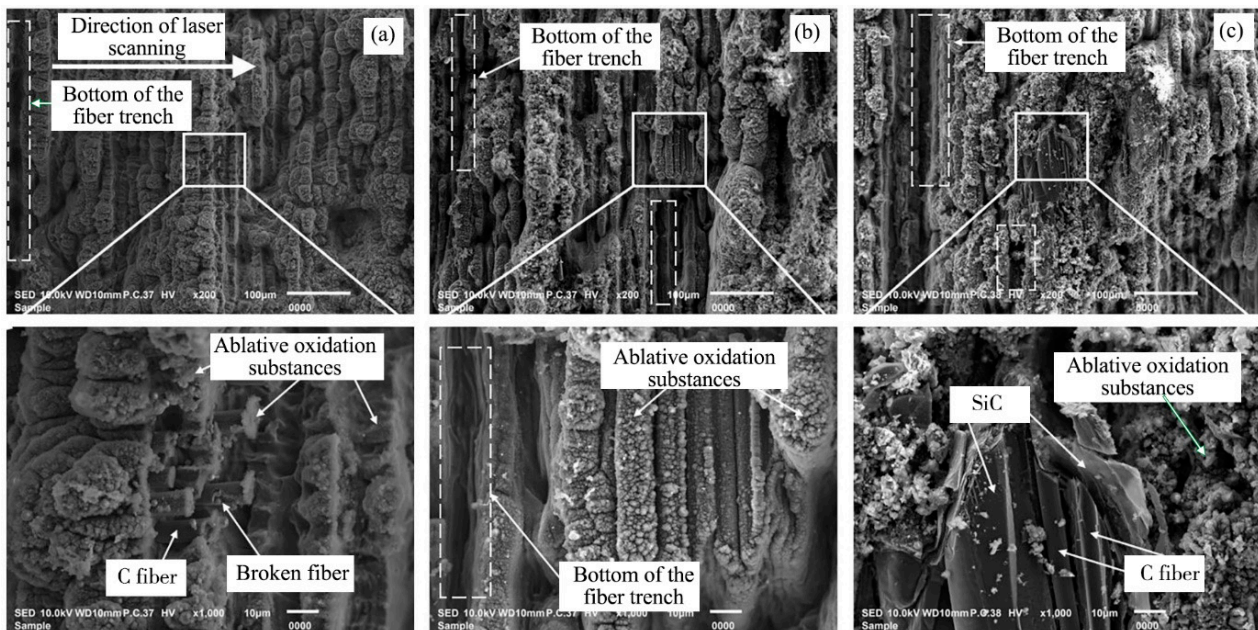 Direction of laser
scanning
(a)
Bottom of the
fiber trench
SED 10.0kV WD10mm P.C.37 HV x200 100μm
Sample 0000
(b)
Bottom of the
fiber trench
SED 10.0kV WD10mm P.C.37 HV x200 100μm
Sample 0000
(c)
Bottom of the
fiber trench
SED 10.0kV WD10mm P.C.38 HV x200 100μm
Sample 0000
Ablative oxidation
substances
C fiber
Broken fiber
SED 10.0kV WD10mm P.C.37 HV x1,000 10μm
Sample 0000
Ablative oxidation
substances
Bottom of the
fiber trench
SED 10.0kV WD10mm P.C.37 HV x1,000 10μm
Sample 0000
Ablative oxidation
substances
SiC
C fiber
SED 10.0kV WD10mm P.C.38 HV x1,000 10μm
Sample 0000